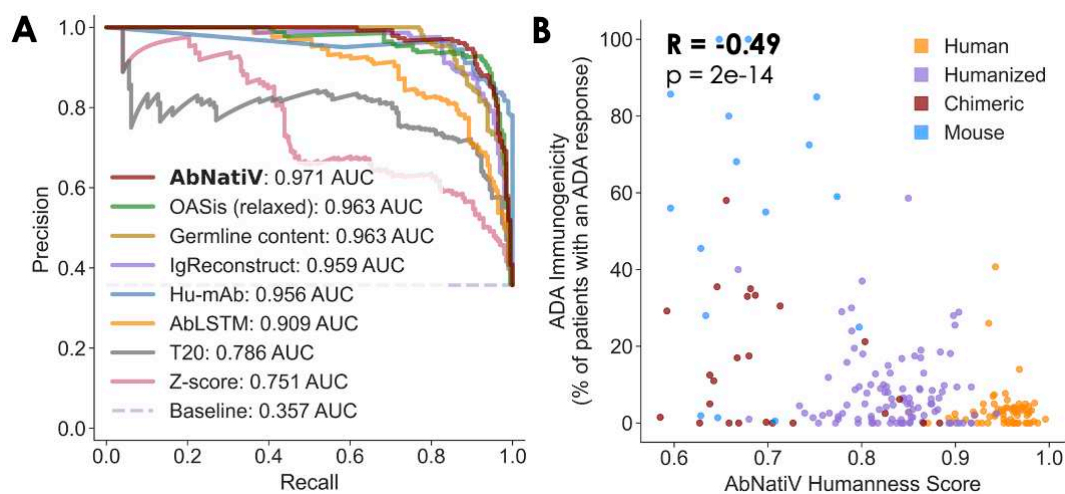 A
Precision
1.0
0.8
0.6
0.4
0.2
0.0
AbNatiV: 0.971 AUC
OASis (relaxed): 0.963 AUC
Germline content: 0.963 AUC
IgReconstruct: 0.959 AUC
Hu-mAb: 0.956 AUC
AbLSTM: 0.909 AUC
T20: 0.786 AUC
Z-score: 0.751 AUC
Baseline: 0.357 AUC
0.0 0.2 0.4 0.6 0.8 1.0
Recall
B
ADA Immunogenicity
(% of patients with an ADA response)
100
80
60
40
20
0
R = -0.49
p = 2e-14
Human
Humanized
Chimeric
Mouse
0.6 0.7 0.8 0.9 1.0
AbNatiV Humanness Score